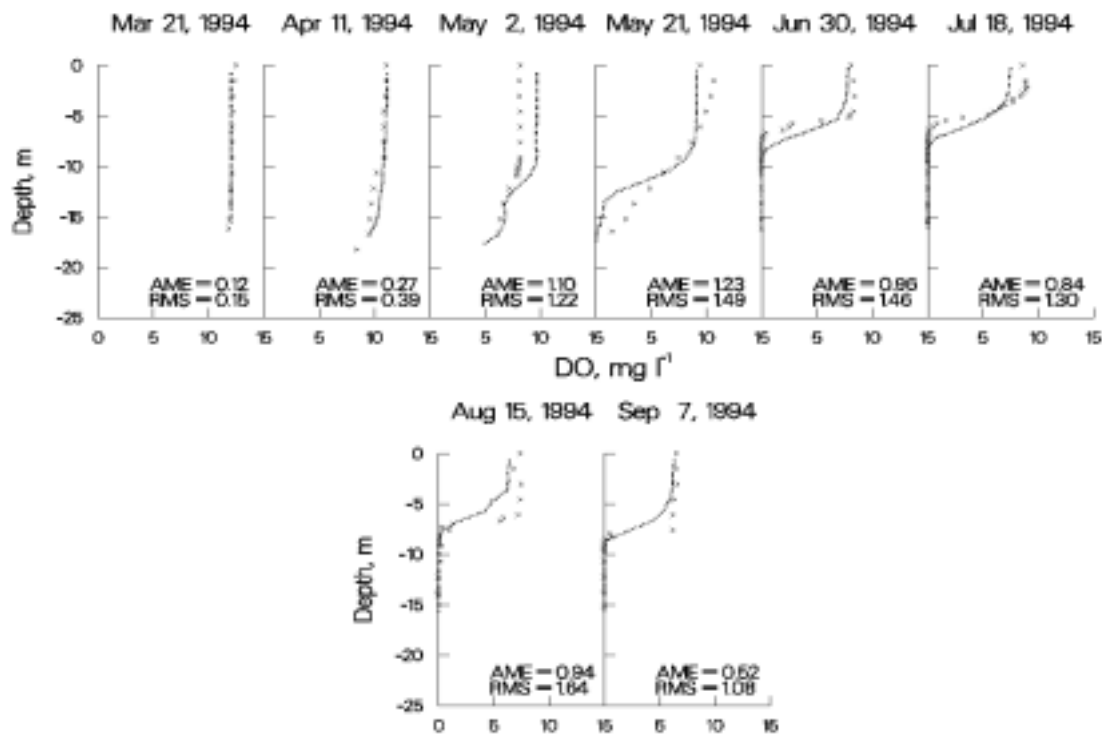 Mar 21, 1994 Apr 11, 1994 May 2, 1994 May 21, 1994 Jun 30, 1994 Jul 18, 1994
0
-5
-10
-15
-20
-25
Depth, m
AME = 0.12 AME = 0.27 AME = 1.10 AME = 1.23 AME = 0.96 AME = 0.84
RMS = 0.15 RMS = 0.39 RMS = 1.22 RMS = 1.49 RMS = 1.46 RMS = 1.30
0 5 10 15 5 10 15 5 10 15 5 10 15 5 10 15 5 10 15
DO, mg l⁻¹
Aug 15, 1994 Sep 7, 1994
0
-5
-10
-15
-20
-25
Depth, m
AME = 0.94 AME = 0.52
RMS = 1.64 RMS = 1.08
0 5 10 15 5 10 15